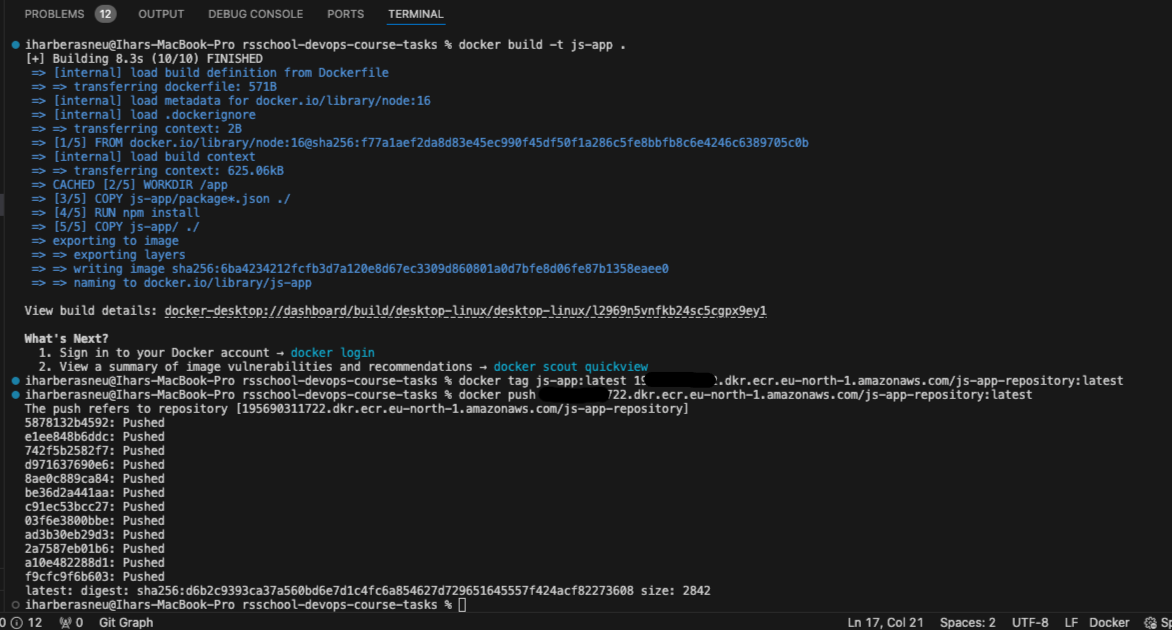 PROBLEMS 12 OUTPUT DEBUG CONSOLE PORTS TERMINAL
iharberasneu@Ihars-MacBook-Pro rsschool-devops-course-tasks % docker build -t js-app .
[+] Building 8.3s (10/10) FINISHED
=> [internal] load build definition from Dockerfile
=> => transferring dockerfile: 571B
=> [internal] load metadata for docker.io/library/node:16
=> [internal] load .dockerignore
=> => transferring context: 2B
=> [1/5] FROM docker.io/library/node:16@sha256:f77a1aef2da8d83e45ec990f45df50f1a286c5fe8bbfb8c6e4246c6389705c0b
=> [internal] load build context
=> => transferring context: 625.06kB
=> CACHED [2/5] WORKDIR /app
=> [3/5] COPY js-app/package*.json ./
=> [4/5] RUN npm install
=> [5/5] COPY js-app/ ./
=> exporting to image
=> => exporting layers
=> => writing image sha256:6ba4234212fcfb3d7a120e8d67ec3309d860801a0d7bfe8d06fe87b1358eaee0
=> => naming to docker.io/library/js-app
View build details: docker-desktop://dashboard/build/desktop-linux/desktop-linux/l2969n5vnfkb24sc5cgpx9ey1
What's Next?
1. Sign in to your Docker account → docker login
2. View a summary of image vulnerabilities and recommendations → docker scout quickview
iharberasneu@Ihars-MacBook-Pro rsschool-devops-course-tasks % docker tag js-app:latest 19 .dkr.ecr.eu-north-1.amazonaws.com/js-app-repository:latest
iharberasneu@Ihars-MacBook-Pro rsschool-devops-course-tasks % docker push 722.dkr.ecr.eu-north-1.amazonaws.com/js-app-repository:latest
The push refers to repository [195690311722.dkr.ecr.eu-north-1.amazonaws.com/js-app-repository]
5878132b4592: Pushed
e1ee848b6ddc: Pushed
742f5b2582f7: Pushed
d971637690e6: Pushed
8ae0c889ca84: Pushed
be36d2a441aa: Pushed
c91ec53bcc27: Pushed
03f6e3800bbe: Pushed
ad3b30eb29d3: Pushed
2a7587eb01b6: Pushed
a10e482288d1: Pushed
f9cfc9f6b603: Pushed
latest: digest: sha256:d6b2c9393ca37a560bd6e7d1c4fc6a854627d729651645557f424acf82273608 size: 2842
iharberasneu@Ihars-MacBook-Pro rsschool-devops-course-tasks %
0 12 0 Git Graph Ln 17, Col 21 Spaces: 2 UTF-8 LF Docker Sp